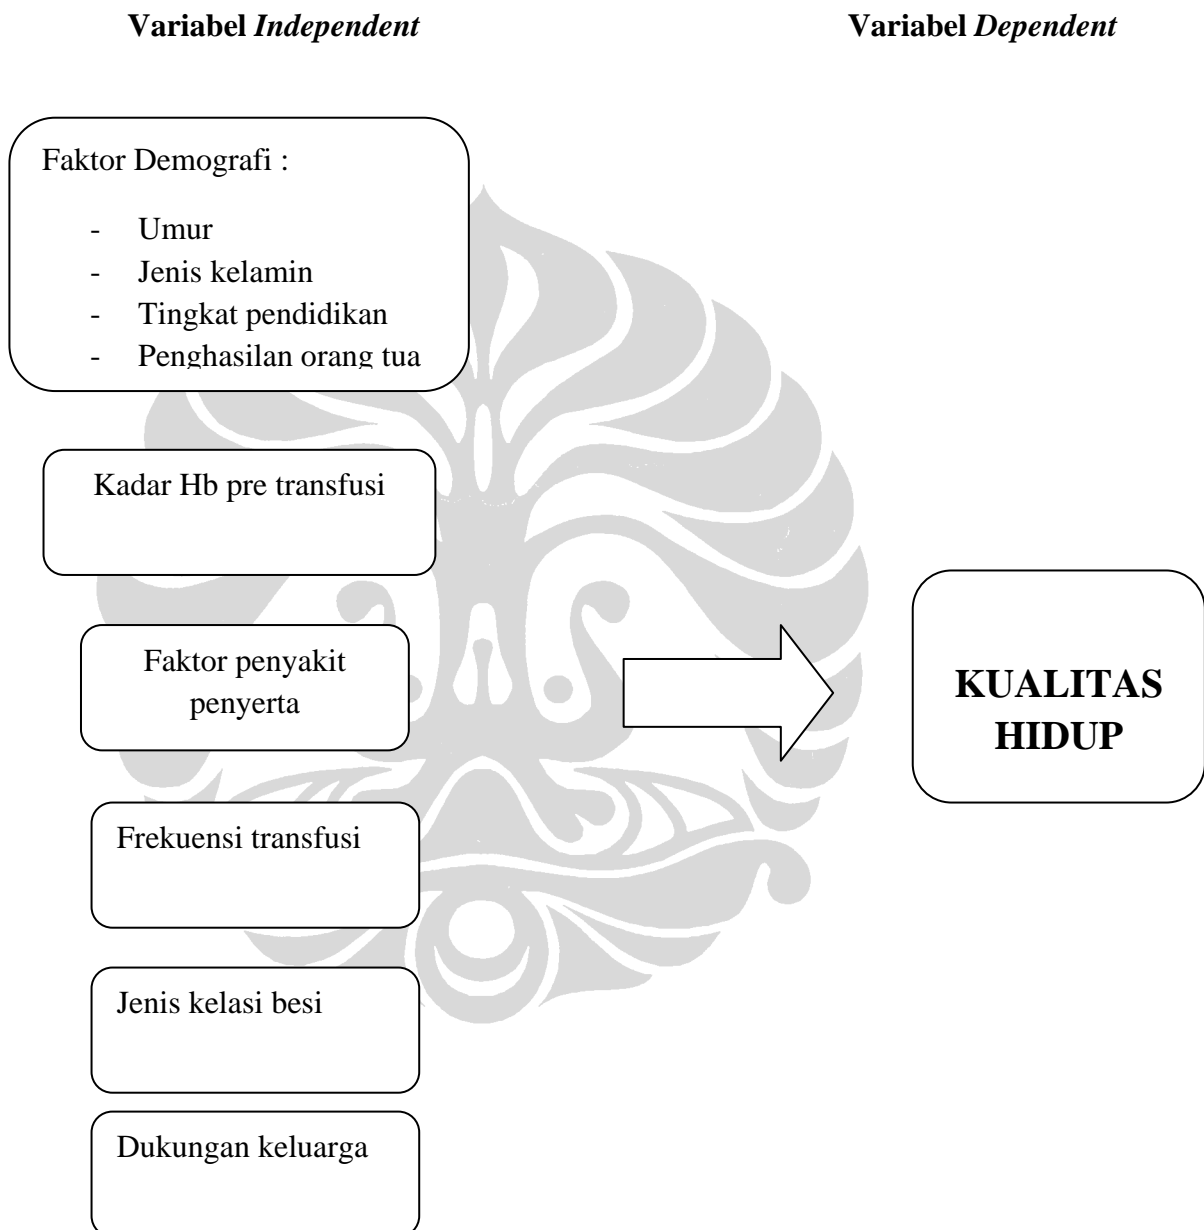 Variabel Independent
Variabel Dependent
Faktor Demografi :
- Umur
- Jenis kelamin
- Tingkat pendidikan
- Penghasilan orang tua
Kadar Hb pre transfusi
Faktor penyakit
penyerta
KUALITAS
HIDUP
Frekuensi transfusi
Jenis kelasi besi
Dukungan keluarga